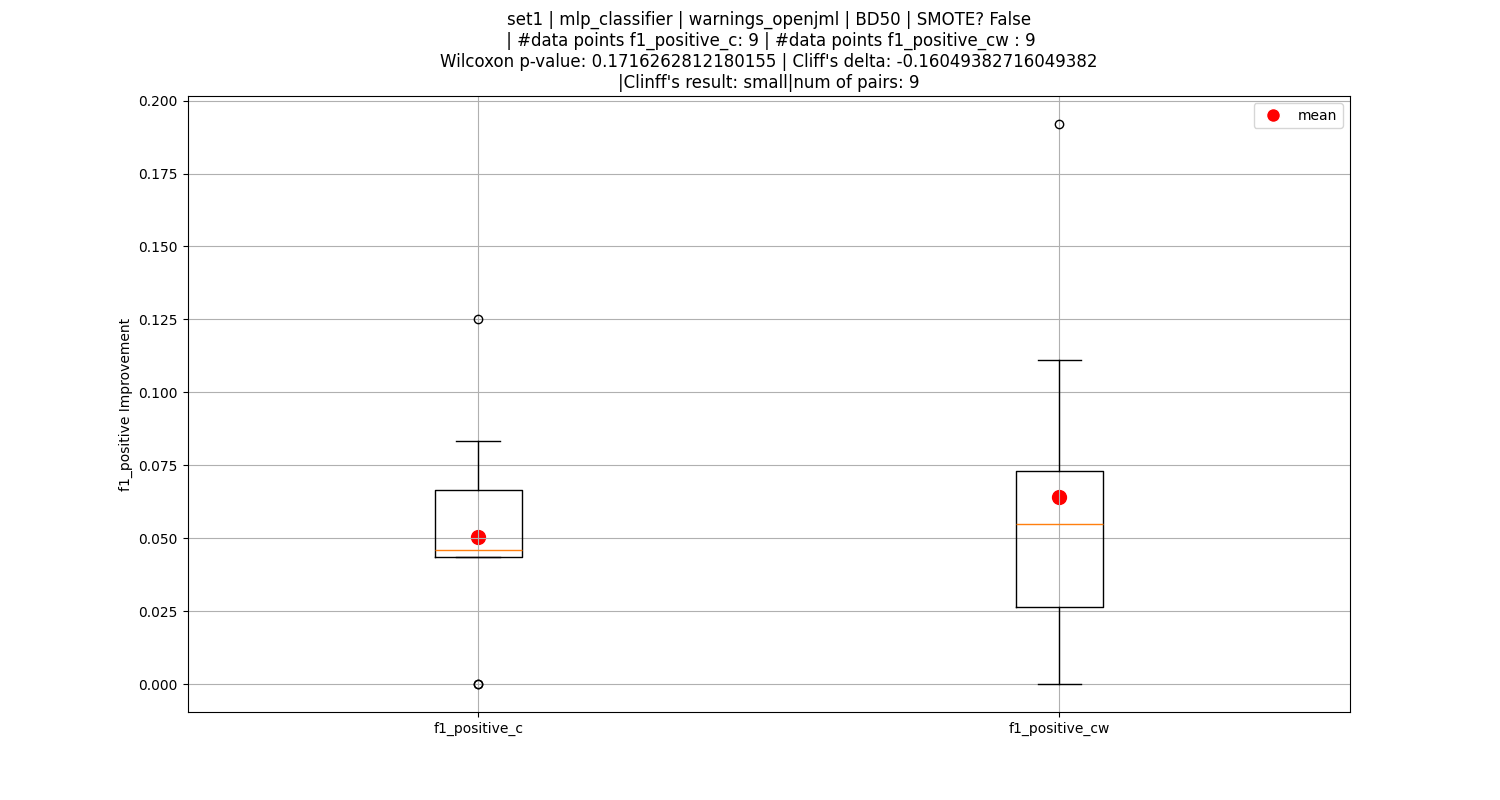 set1 | mlp_classifier | warnings_openjml | BD50 | SMOTE? False
| #data points f1_positive_c: 9 | #data points f1_positive_cw : 9
Wilcoxon p-value: 0.1716262812180155 | Cliff's delta: -0.16049382716049382
|Clinff's result: small|num of pairs: 9
mean
0.200
0.175
0.150
0.125
0.100
0.075
0.050
0.025
0.000
f1_positive Improvement
f1_positive_c
f1_positive_cw